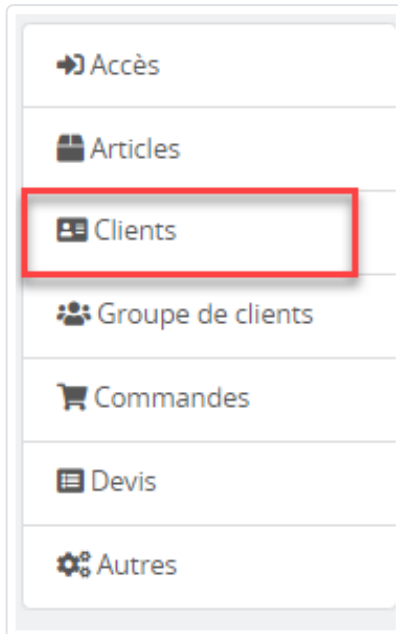 Accès
Articles
Clients
Groupe de clients
Commandes
Devis
Autres